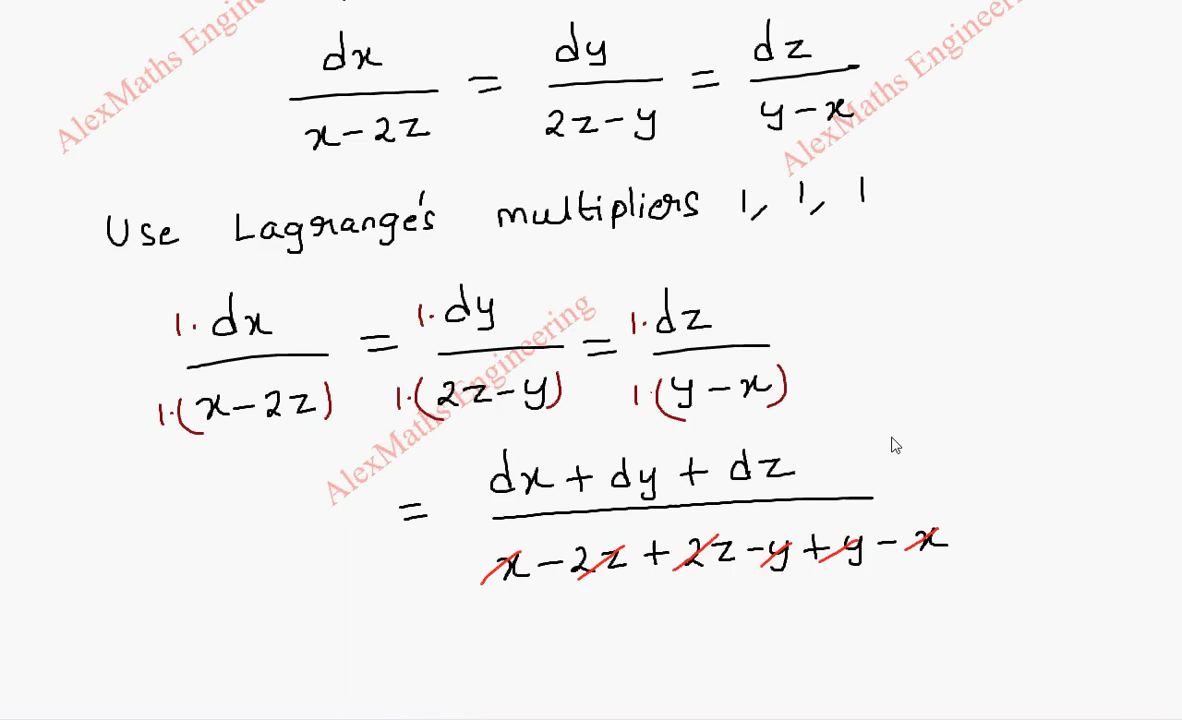 dx/(x-2z) = dy/(2z-y) = dz/(y-x)
Use Lagrange's multipliers 1, 1, 1
1·dx/1·(x-2z) = 1·dy/1·(2z-y) = 1·dz/1·(y-x)
= (dx+dy+dz)/(x-2z+2z-y+y-x)
AlexMaths Engineering
AlexMaths Engineering
AlexMaths Engineering